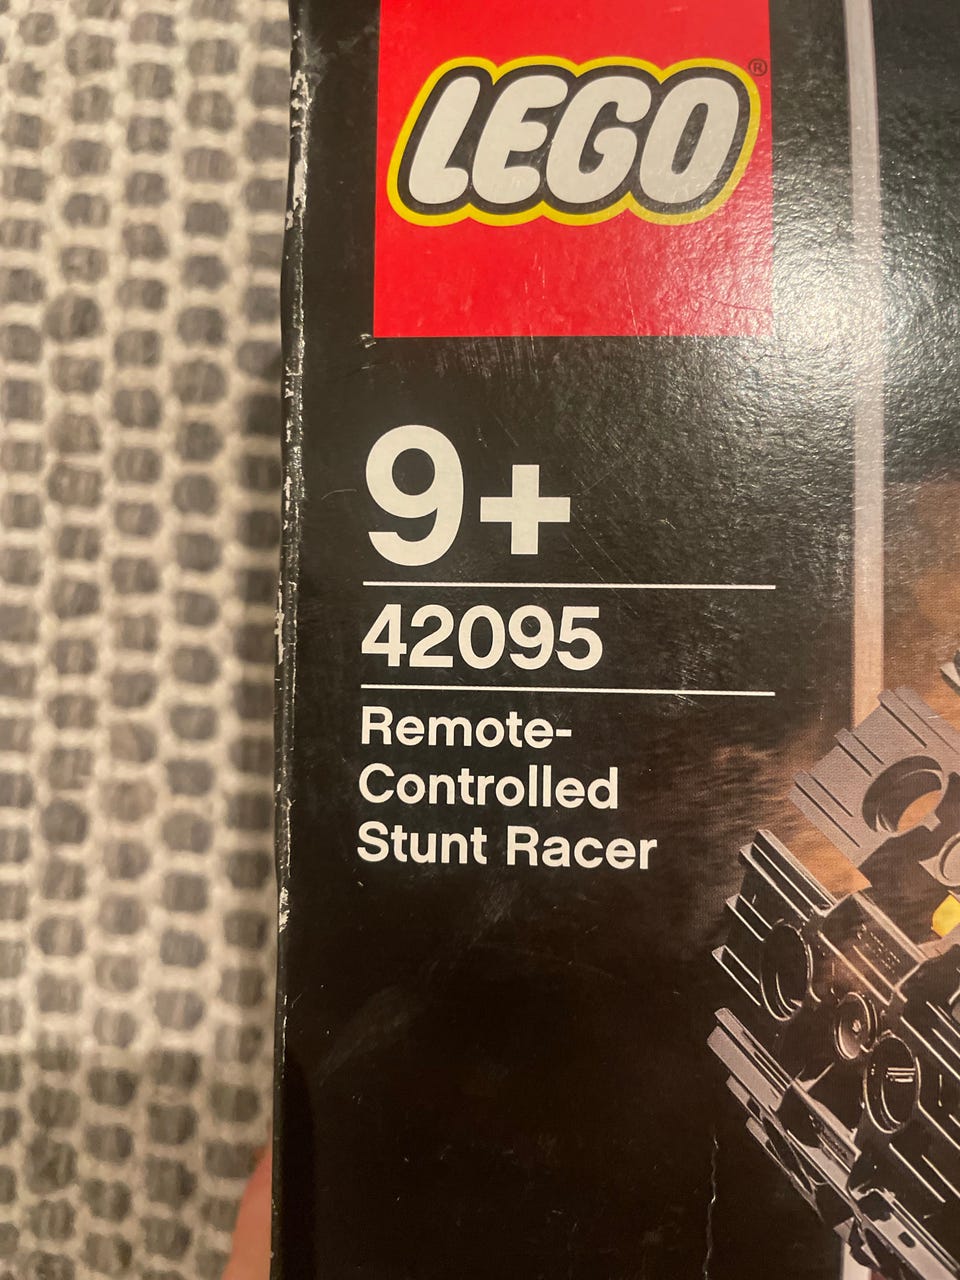 LEGO®
9+
42095
Remote-
Controlled
Stunt Racer